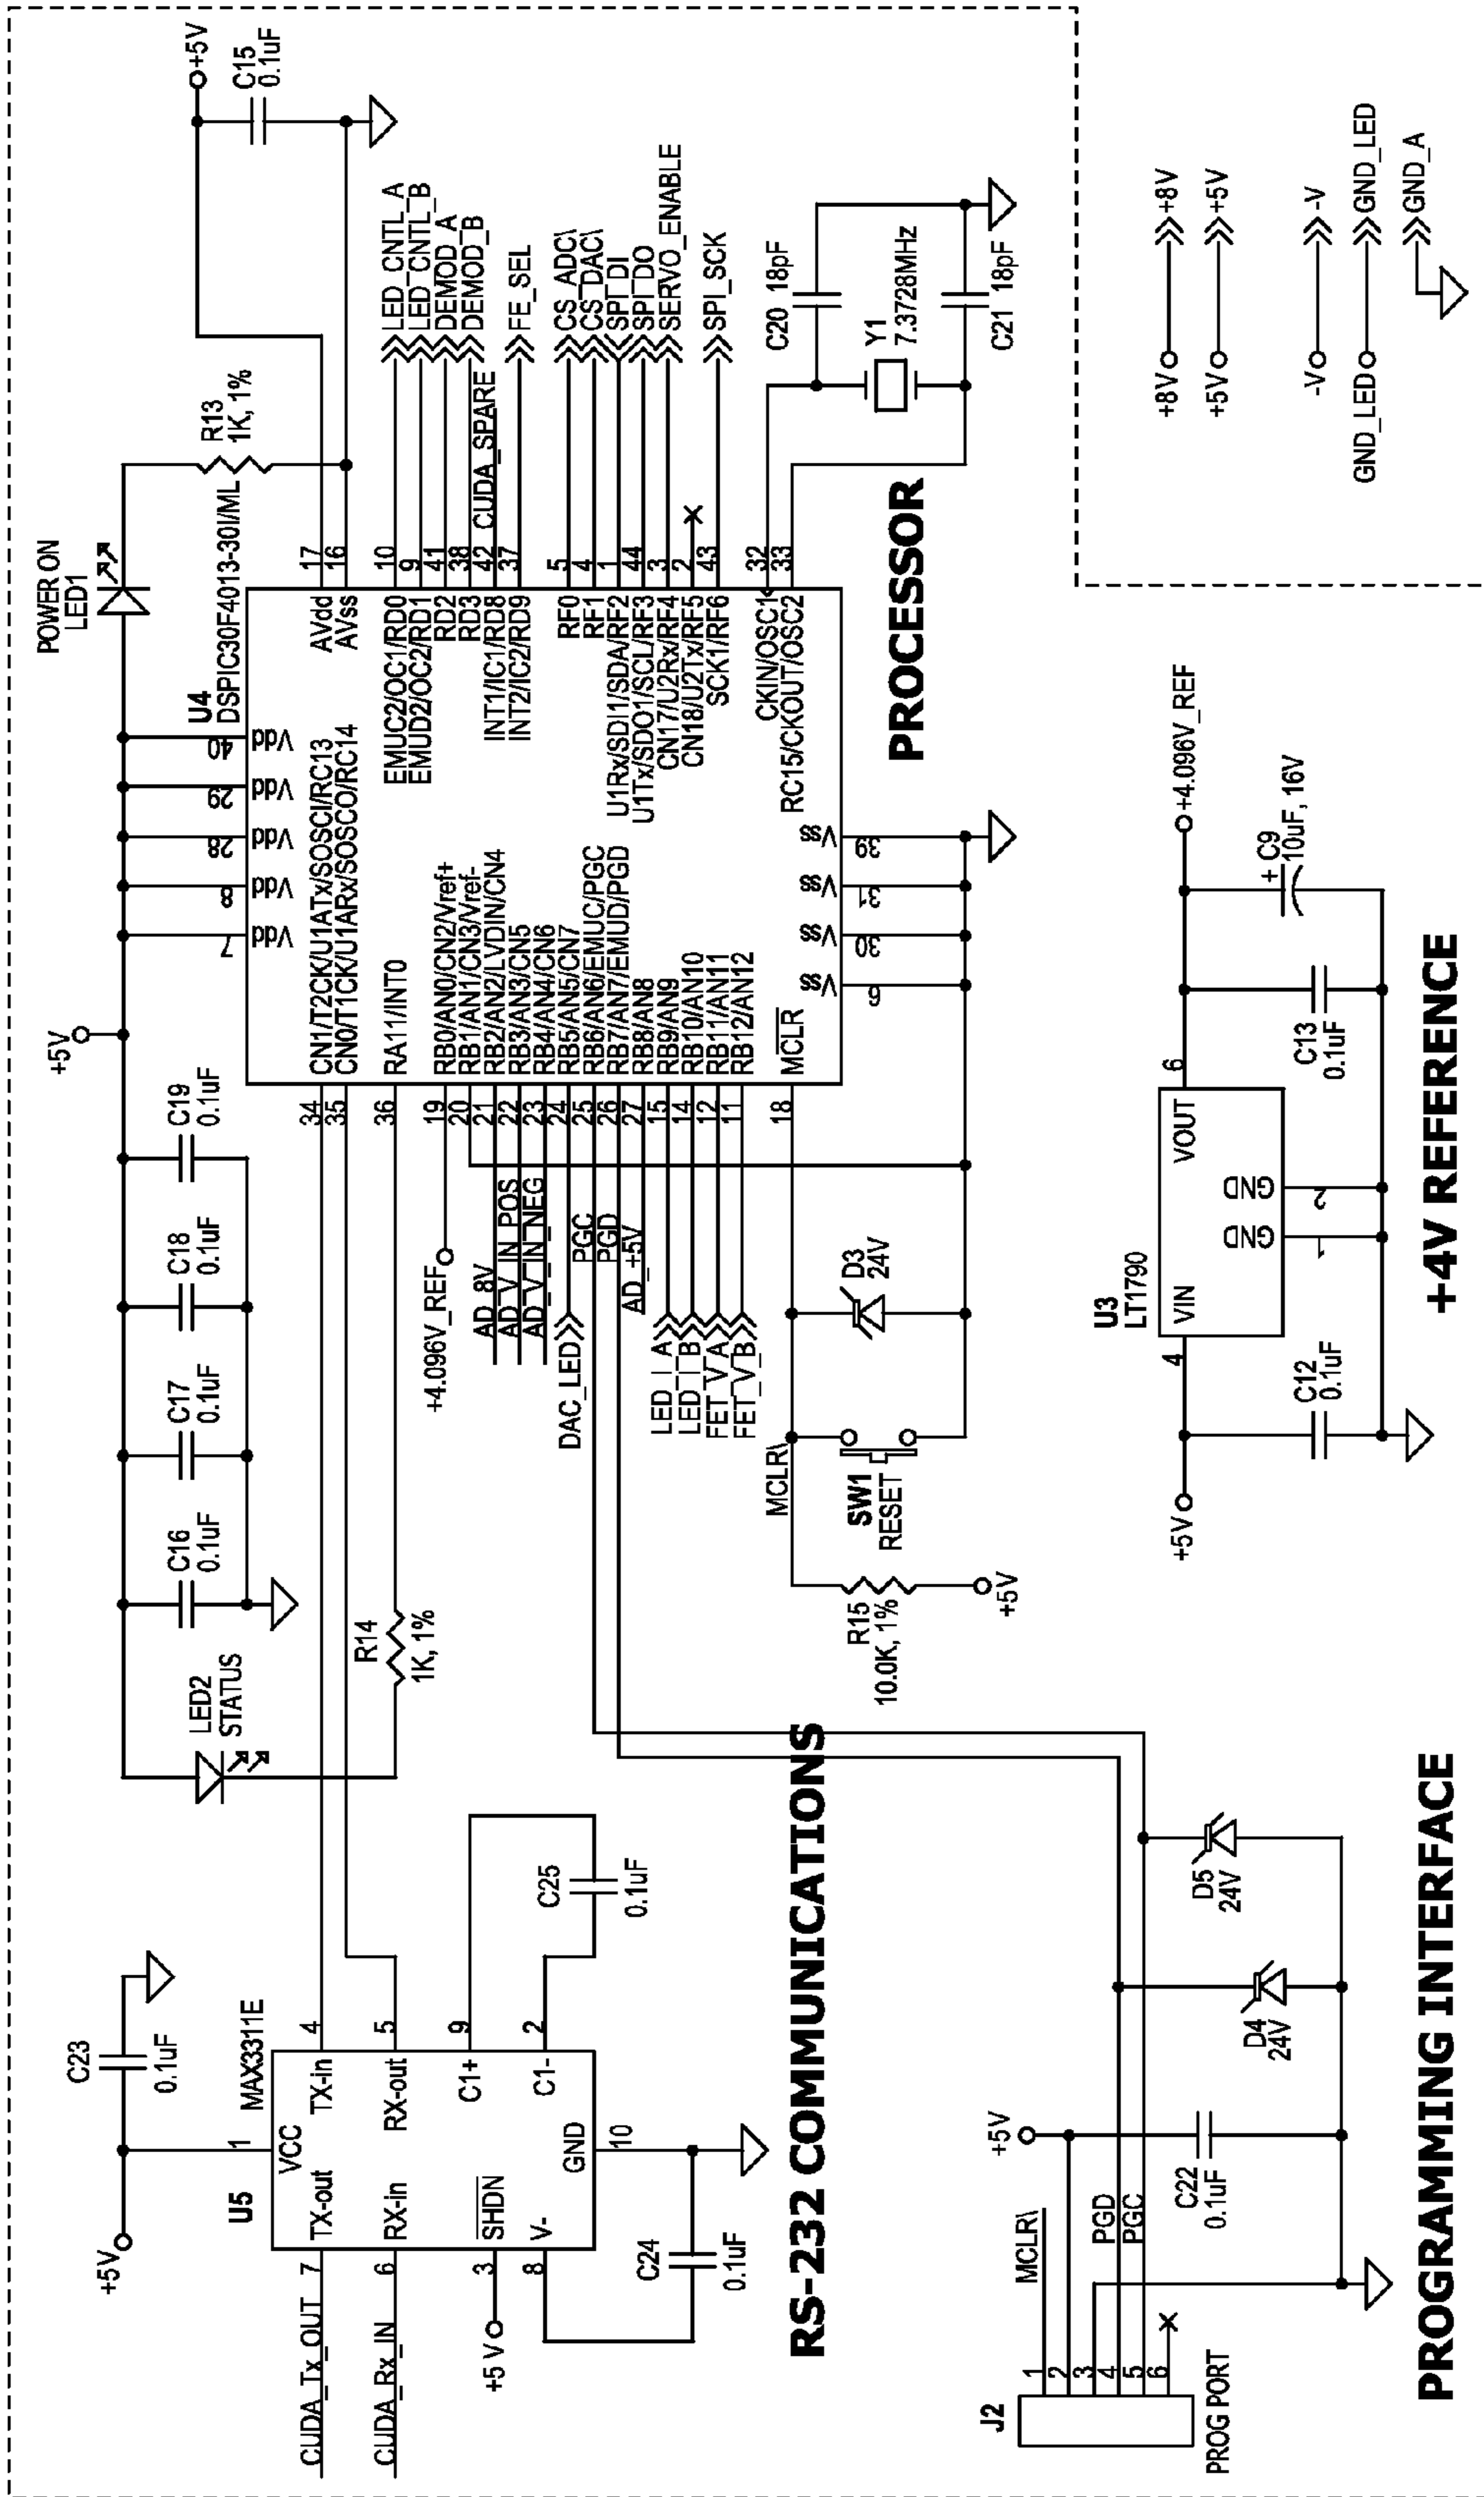 +5V
C23
0.1uF
U5
MAX3311E
1
VCC
CUDA_Tx_OUT
7
TX-out
TX-in
4
CUDA_Rx_IN
6
RX-in
RX-out
5
C1+
9
+5 V
3
SHDN
C1-
2
8
V-
GND
10
C24
0.1uF
C25
0.1uF
RS-232 COMMUNICATIONS
LED2
STATUS
R14
1K, 1%
C16
0.1uF
C17
0.1uF
C18
0.1uF
C19
0.1uF
+5V
POWER ON
LED1
R13
1K, 1%
+5V
C15
0.1uF
U4
DSPIC30F4013-30I/ML
7
Vdd
8
Vdd
28
Vdd
29
Vdd
40
Vdd
34
CN1/T2CK/U1ATx/SOSCI/RC13
35
CN0/T1CK/U1ARx/SOSCO/RC14
36
RA11/INT0
+4.096V_REF
19
RB0/AN0/CN2/Vref+
20
RB1/AN1/CN3/Vref-
AD_8V
21
RB2/AN2/LVDIN/CN4
AD_V_IN_POS
22
RB3/AN3/CN5
AD_V_IN_NEG
23
RB4/AN4/CN6
DAC_LED
24
RB5/AN5/CN7
PGC
25
RB6/AN6/EMUC/PGC
PGD
26
RB7/AN7/EMUD/PGD
AD_+5V
27
RB8/AN8
LED_I_A
15
RB9/AN9
LED_I_B
14
RB10/AN10
FET_V_A
12
RB11/AN11
FET_V_B
11
RB12/AN12
MCLR\
18
MCLR
AVdd
17
AVss
16
EMUC2/OC1/RD0
10
LED_CNTL_A
EMUD2/OC2/RD1
9
LED_CNTL_B
RD2
41
DEMOD_A
RD3
38
DEMOD_B
INT1/IC1/RD8
42
CUDA_SPARE
INT2/IC2/RD9
37
FE_SEL
RF0
5
CS_ADC\
RF1
4
CS_DAC\
U1Rx/SDI1/SDA/RF2
1
SPI_DI
U1Tx/SDO1/SCL/RF3
44
SPI_DO
CN17/U2Rx/RF4
3
SERVO_ENABLE
CN18/U2Tx/RF5
2
SCK1/RF6
43
SPI_SCK
CKIN/OSC1
32
RC15/CKOUT/OSC2
33
Vss
6
Vss
30
Vss
31
Vss
39
C20 18pF
Y1
7.3728MHz
C21 18pF
PROCESSOR
R15
10.0K, 1%
+5V
SW1
RESET
D3
24V
J2
PROG PORT
1
MCLR\
2
3
4
PGD
5
PGC
6
+5V
C22
0.1uF
D4
24V
D5
24V
PROGRAMMING INTERFACE
+5V
C12
0.1uF
U3
LT1790
4
VIN
VOUT
6
GND
1
GND
2
C13
0.1uF
+ C9
10uF, 16V
+4.096V_REF
+4V REFERENCE
+8V
+8V
+5V
+5V
-V
-V
GND_LED
GND_LED
GND_A